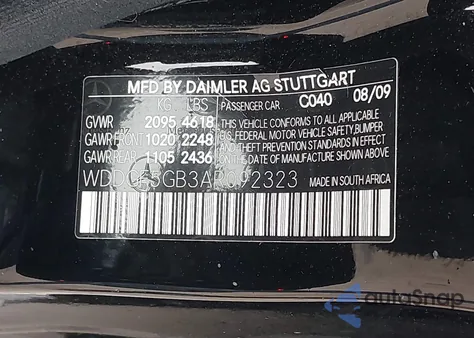 MFD BY DAIMLER AG STUTTGART
KG LBS PASSENGER CAR C040 08/09
GVWR 2095 4618
GAWR FRONT 1020 2248
GAWR REAR 1105 2436
THIS VEHICLE CONFORMS TO ALL APPLICABLE
U.S. FEDERAL MOTOR VEHICLE SAFETY, BUMPER
AND THEFT PREVENTION STANDARDS IN EFFECT
ON THE DATE OF MANUFACTURE SHOWN ABOVE.
MADE IN SOUTH AFRICA
autoSnap